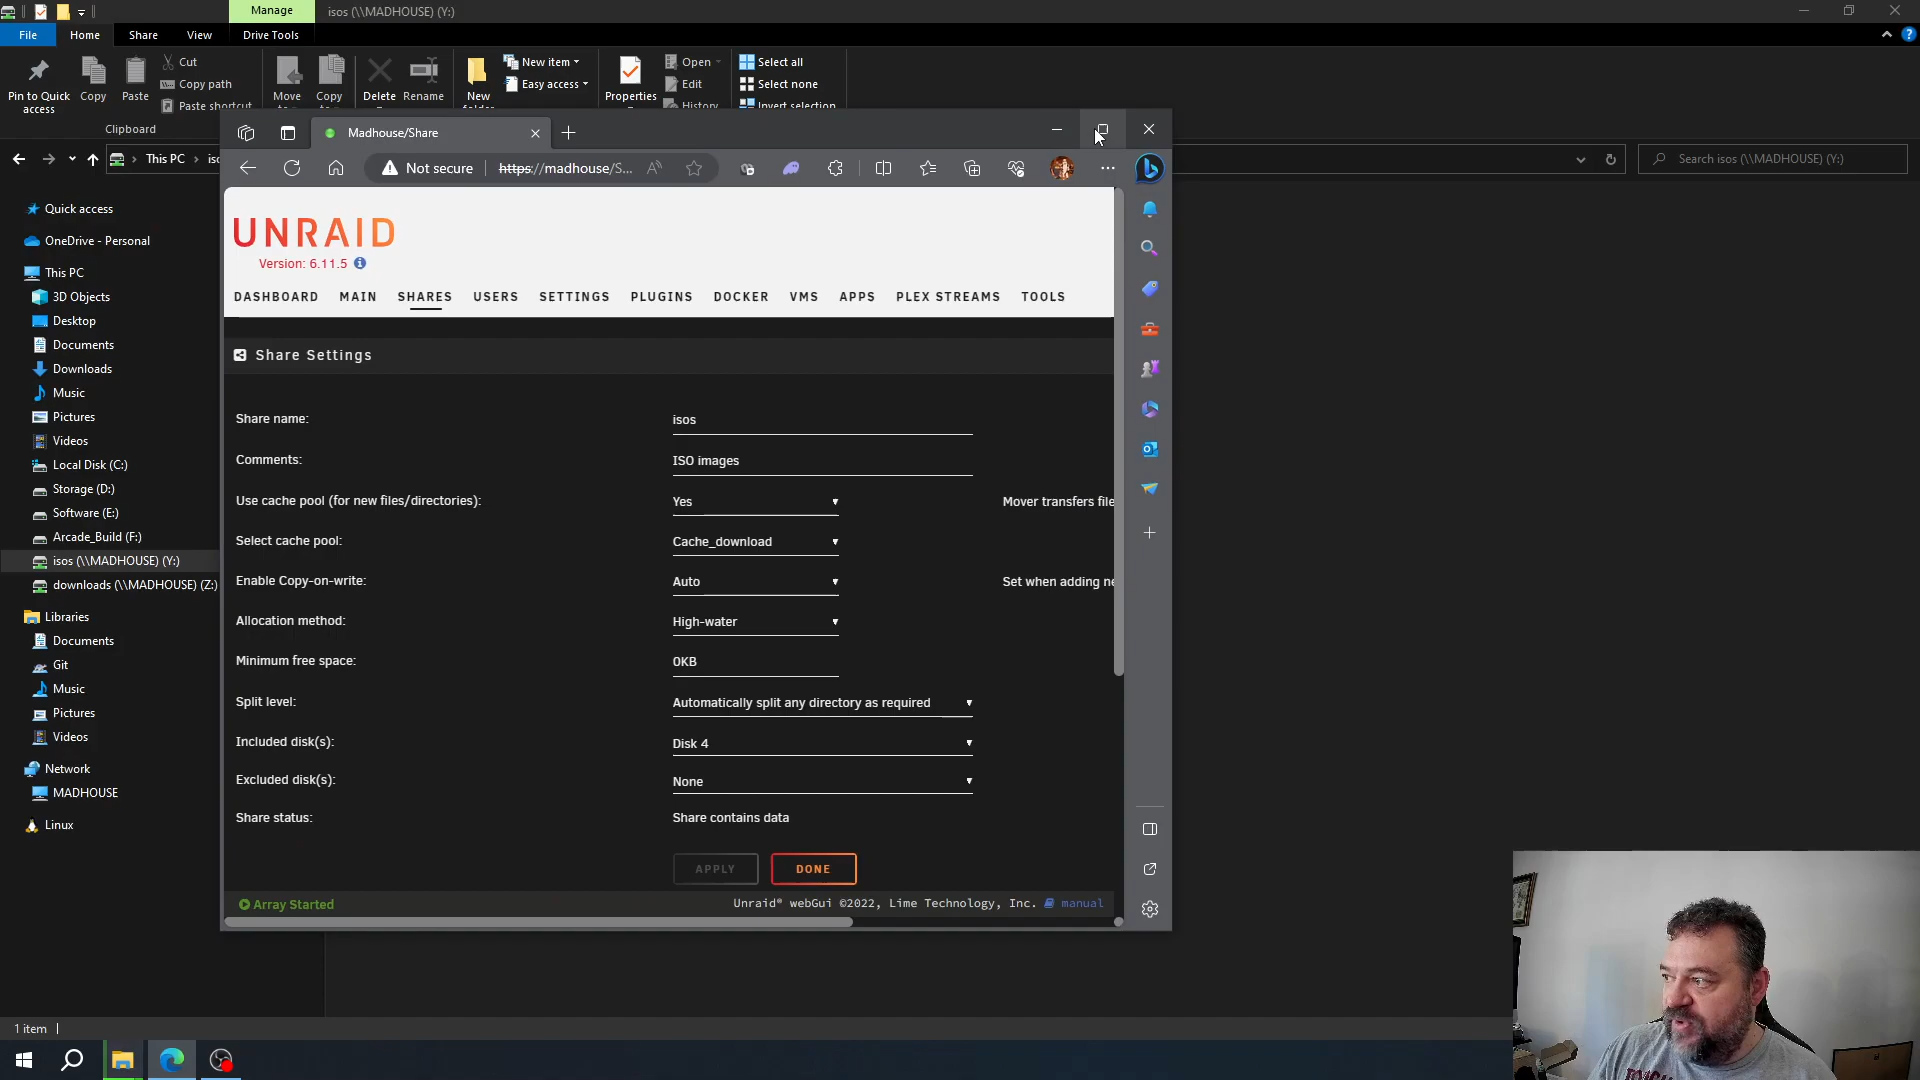 Manage
isos (\\MADHOUSE) (Y:)
File
Home
Share
View
Drive Tools
Pin to Quick
access
Copy
Paste
Cut
Copy path
Paste shortcut
Clipboard
Move
to
Copy
to
Delete
Rename
New
folder
New item
Easy access
Properties
Open
Edit
History
Select all
Select none
Invert selection
This PC
Search isos (\\MADHOUSE) (Y:)
Madhouse/Share
Not secure
https://madhouse/S...
Quick access
OneDrive - Personal
This PC
3D Objects
Desktop
Documents
Downloads
Music
Pictures
Videos
Local Disk (C:)
Storage (D:)
Software (E:)
Arcade_Build (F:)
isos (\\MADHOUSE) (Y:)
downloads (\\MADHOUSE) (Z:)
Libraries
Documents
Git
Music
Pictures
Videos
Network
MADHOUSE
Linux
UNRAID
Version: 6.11.5
DASHBOARD
MAIN
SHARES
USERS
SETTINGS
PLUGINS
DOCKER
VMS
APPS
PLEX STREAMS
TOOLS
Share Settings
Share name:
isos
Comments:
ISO images
Use cache pool (for new files/directories):
Yes
Mover transfers file
Select cache pool:
Cache_download
Enable Copy-on-write:
Auto
Set when adding ne
Allocation method:
High-water
Minimum free space:
0KB
Split level:
Automatically split any directory as required
Included disk(s):
Disk 4
Excluded disk(s):
None
Share status:
Share contains data
APPLY
DONE
Array Started
Unraid® webGui ©2022, Lime Technology, Inc.
manual
1 item